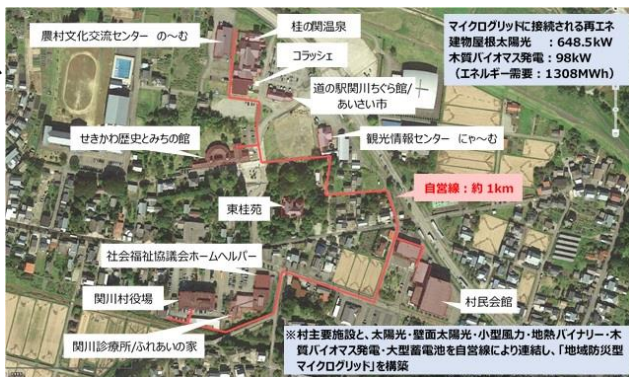 農村文化交流センター の～む
桂の関温泉
コラッシェ
道の駅関川ちぐら館/
あいさい市
マイクログリッドに接続される再エネ
建物屋根太陽光 ：648.5kW
木質バイオマス発電：98kW
（エネルギー需要：1308MWh）
せきかわ歴史とみちの館
観光情報センター にゃ～む
自営線：約 1km
東桂苑
社会福祉協議会ホームヘルパー
関川村役場
村民会館
関川診療所/ふれあいの家
※村主要施設と、太陽光・壁面太陽光・小型風力・地熱バイナリー・木
質バイオマス発電・大型蓄電池を自営線により連結し、「地域防災型
マイクログリッド」を構築